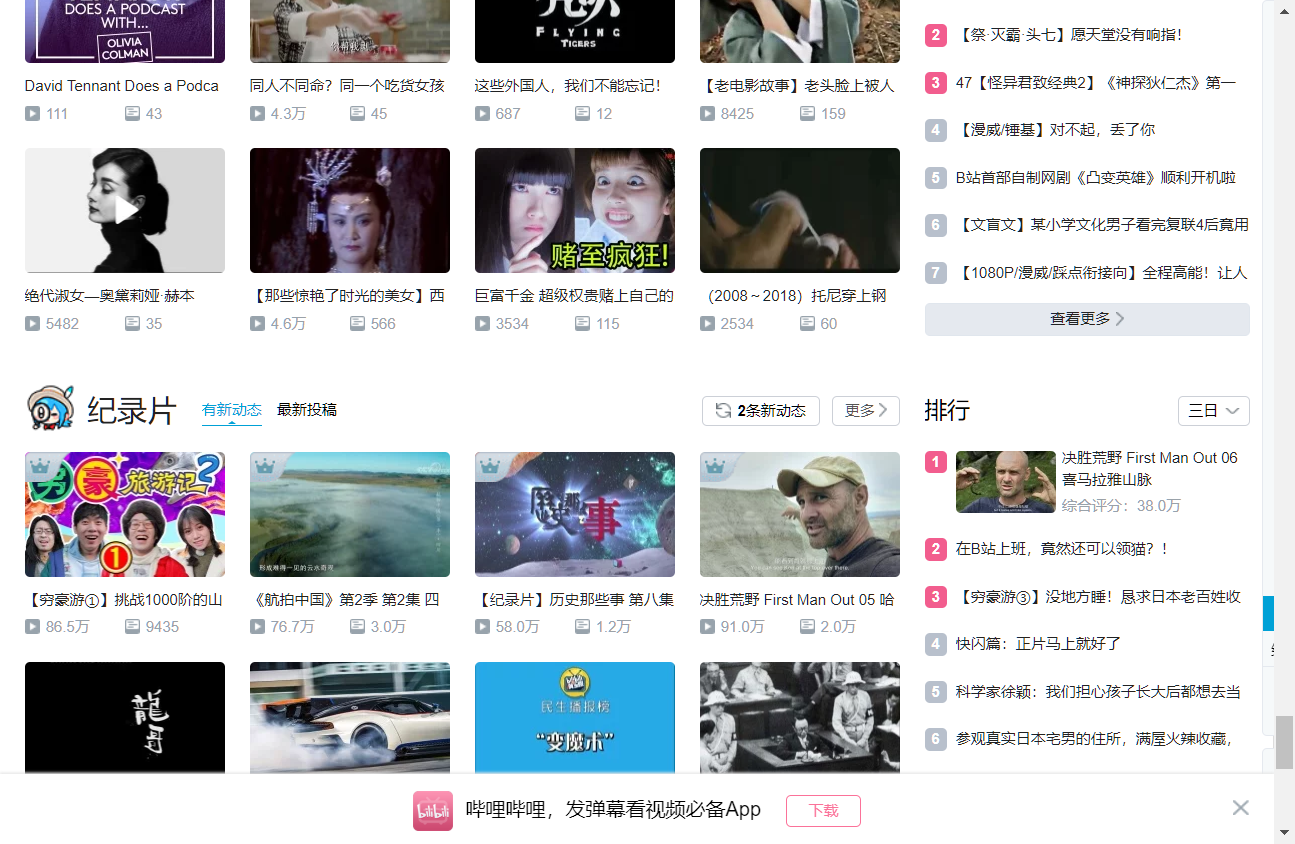 DOES A PODCAST
WITH...
OLIVIA
COLMAN
FLYING
TIGERS
David Tennant Does a Podca
111
43
同人不同命？同一个吃货女孩
4.3万
45
这些外国人，我们不能忘记！
687
12
【老电影故事】老头脸上被人
8425
159
2
【祭·灭霸·头七】愿天堂没有响指！
3
47【怪异君致经典2】《神探狄仁杰》第一
4
【漫威/锤基】对不起，丢了你
5
B站首部自制网剧《凸变英雄》顺利开机啦
6
【文盲文】某小学文化男子看完复联4后竟用
7
【1080P/漫威/踩点衔接向】全程高能！让人
查看更多
赌至疯狂!
绝代淑女—奥黛莉娅·赫本
5482
35
【那些惊艳了时光的美女】西
4.6万
566
巨富千金 超级权贵赌上自己的
3534
115
（2008～2018）托尼穿上钢
2534
60
纪录片
有新动态
最新投稿
2条新动态
更多
排行
三日
男豪旅游记2
1
形成难得一见的云水奇观
歷史那些事
【穷豪游①】挑战1000阶的山
86.5万
9435
《航拍中国》第2季 第2集 四
76.7万
3.0万
【纪录片】历史那些事 第八集
58.0万
1.2万
决胜荒野 First Man Out 05 哈
91.0万
2.0万
1
决胜荒野 First Man Out 06
喜马拉雅山脉
综合评分：38.0万
2
在B站上班，竟然还可以领猫？！
3
【穷豪游③】没地方睡！恳求日本老百姓收
4
快闪篇：正片马上就好了
5
科学家徐颖：我们担心孩子长大后都想去当
6
参观真实日本宅男的住所，满屋火辣收藏，
民生播报榜
“变魔术”
bilibili
哔哩哔哩，发弹幕看视频必备App
下载